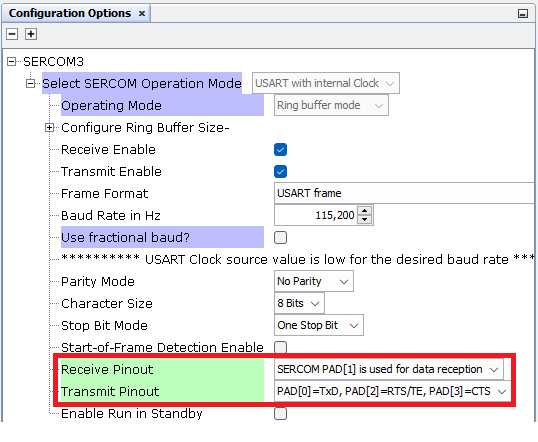 Configuration Options
SERCOM3
Select SERCOM Operation Mode USART with internal Clock
Operating Mode Ring buffer mode
Configure Ring Buffer Size-
Receive Enable
Transmit Enable
Frame Format USART frame
Baud Rate in Hz 115,200
Use fractional baud?
********** USART Clock source value is low for the desired baud rate ***
Parity Mode No Parity
Character Size 8 Bits
Stop Bit Mode One Stop Bit
Start-of-Frame Detection Enable
Receive Pinout SERCOM PAD[1] is used for data reception
Transmit Pinout PAD[0]=TxD, PAD[2]=RTS/TE, PAD[3]=CTS
Enable Run in Standby